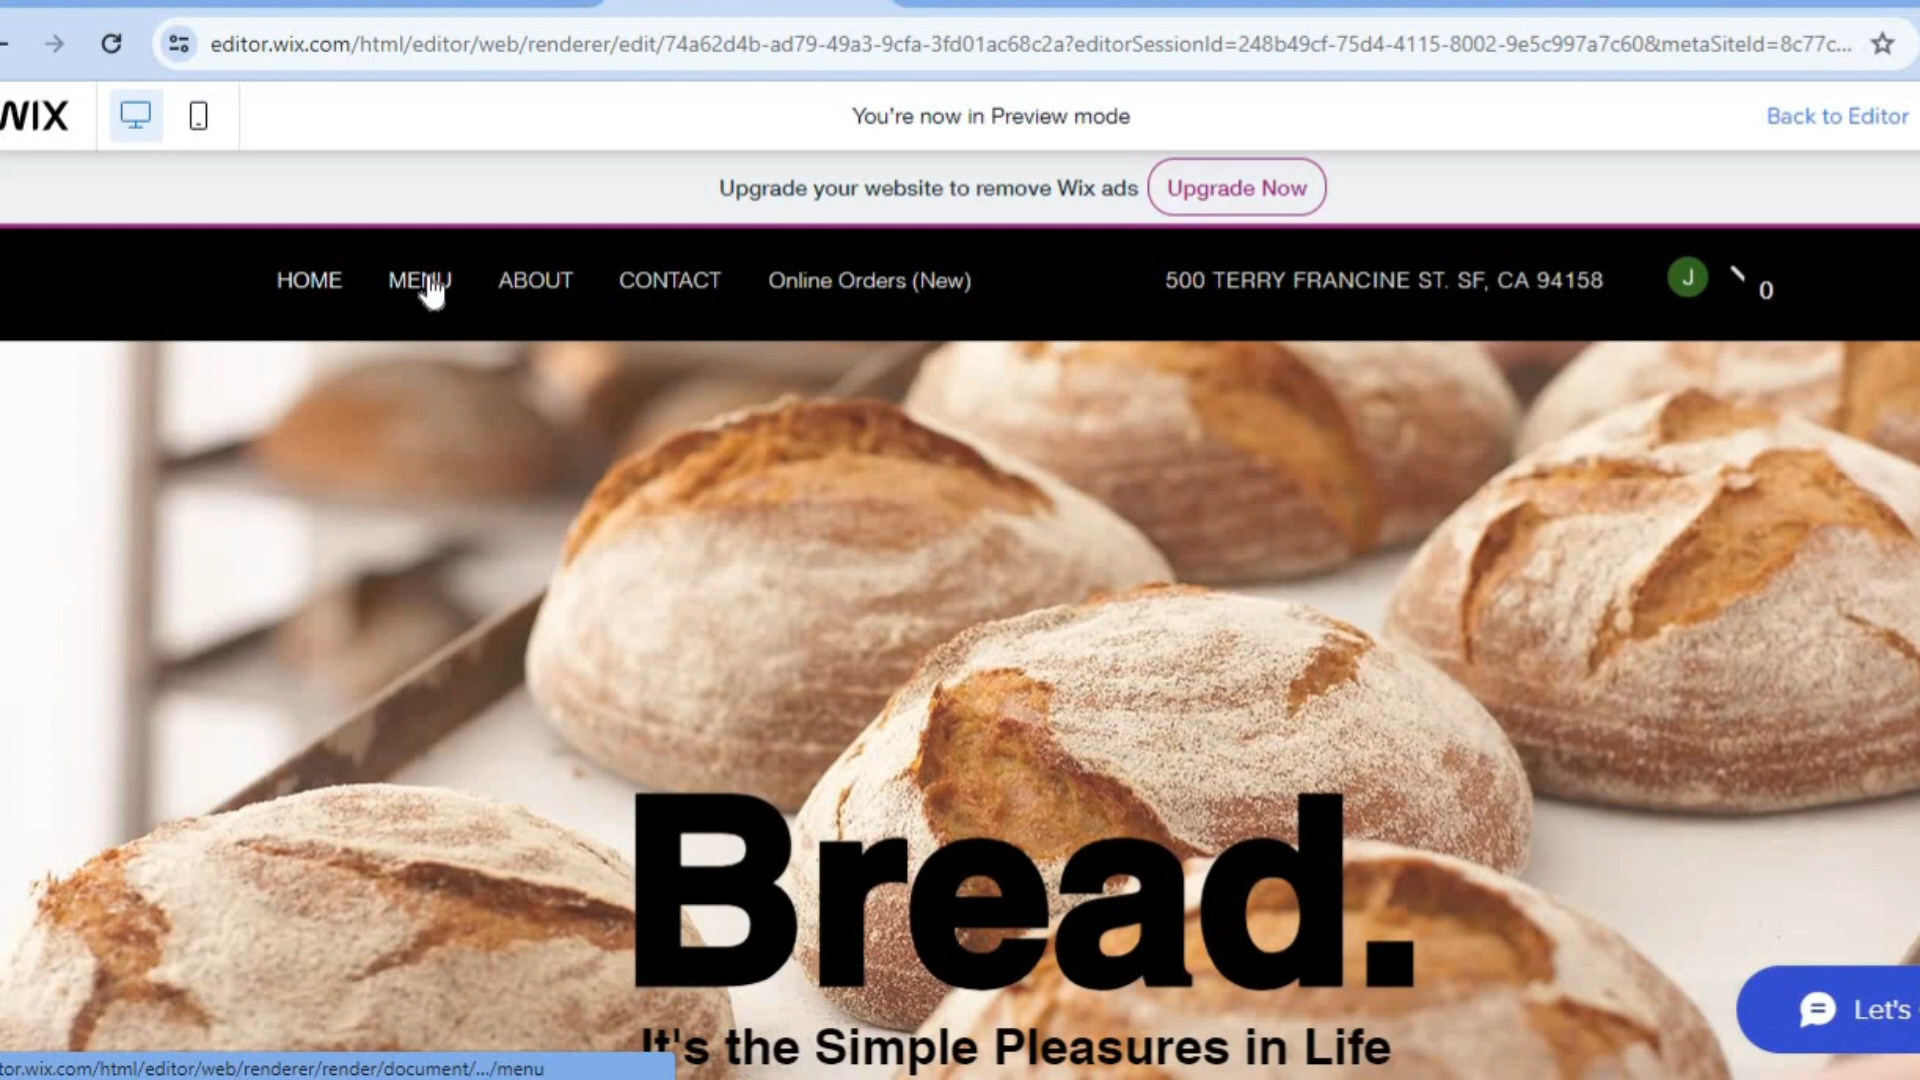 editor.wix.com/html/editor/web/renderer/edit/74a62d4b-ad79-49a3-9cfa-3fd01ac68c2a?editorSessionId=248b49cf-75d4-4115-8002-9e5c997a7c60&metaSiteId=8c77c...
WIX
You're now in Preview mode
Back to Editor
Upgrade your website to remove Wix ads
Upgrade Now
HOME
MENU
ABOUT
CONTACT
Online Orders (New)
500 TERRY FRANCINE ST. SF, CA 94158
J
0
Bread.
It's the Simple Pleasures in Life
Let's
tor.wix.com/html/editor/web/renderer/render/document/.../menu